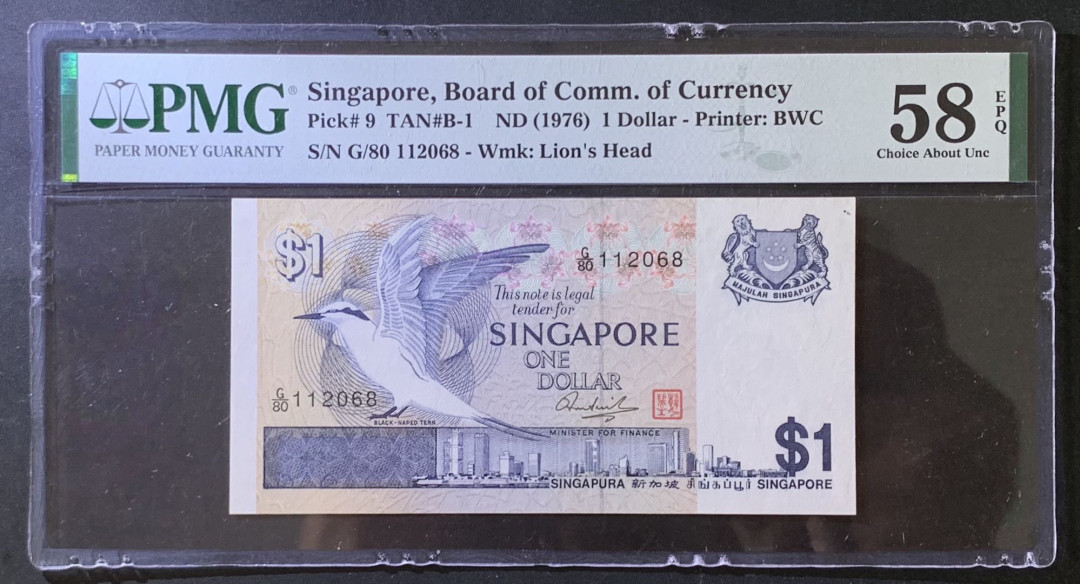 PMG®
PAPER MONEY GUARANTY
Singapore, Board of Comm. of Currency
Pick# 9 TAN#B-1 ND (1976) 1 Dollar - Printer: BWC
S/N G/80 112068 - Wmk: Lion's Head
58
EPQ
Choice About Unc
$1
G/80 112068
MAJULAH SINGAPURA
This note is legal
tender for
SINGAPORE
ONE
DOLLAR
G/80 112068
BLACK-NAPED TERN
MINISTER FOR FINANCE
$1
SINGAPURA 新加坡 சிங்கப்பூர் SINGAPORE